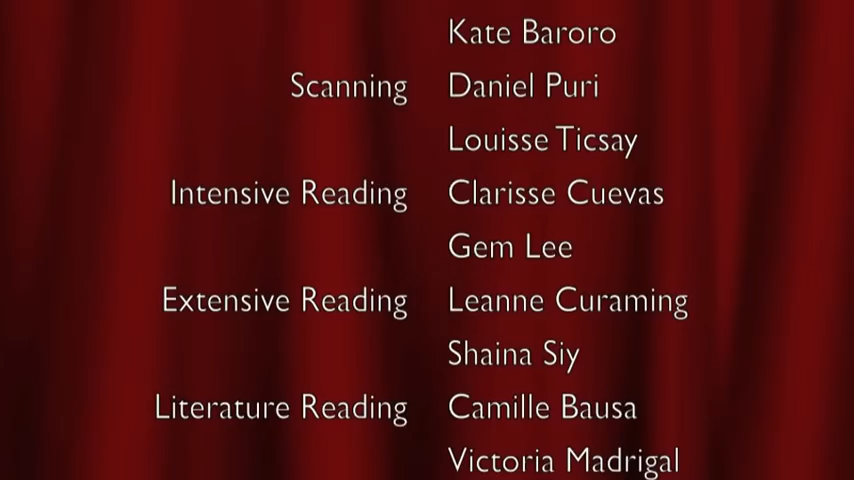 Kate Baroro
Scanning Daniel Puri
Louisse Ticsay
Intensive Reading Clarisse Cuevas
Gem Lee
Extensive Reading Leanne Curaming
Shaina Siy
Literature Reading Camille Bausa
Victoria Madrigal